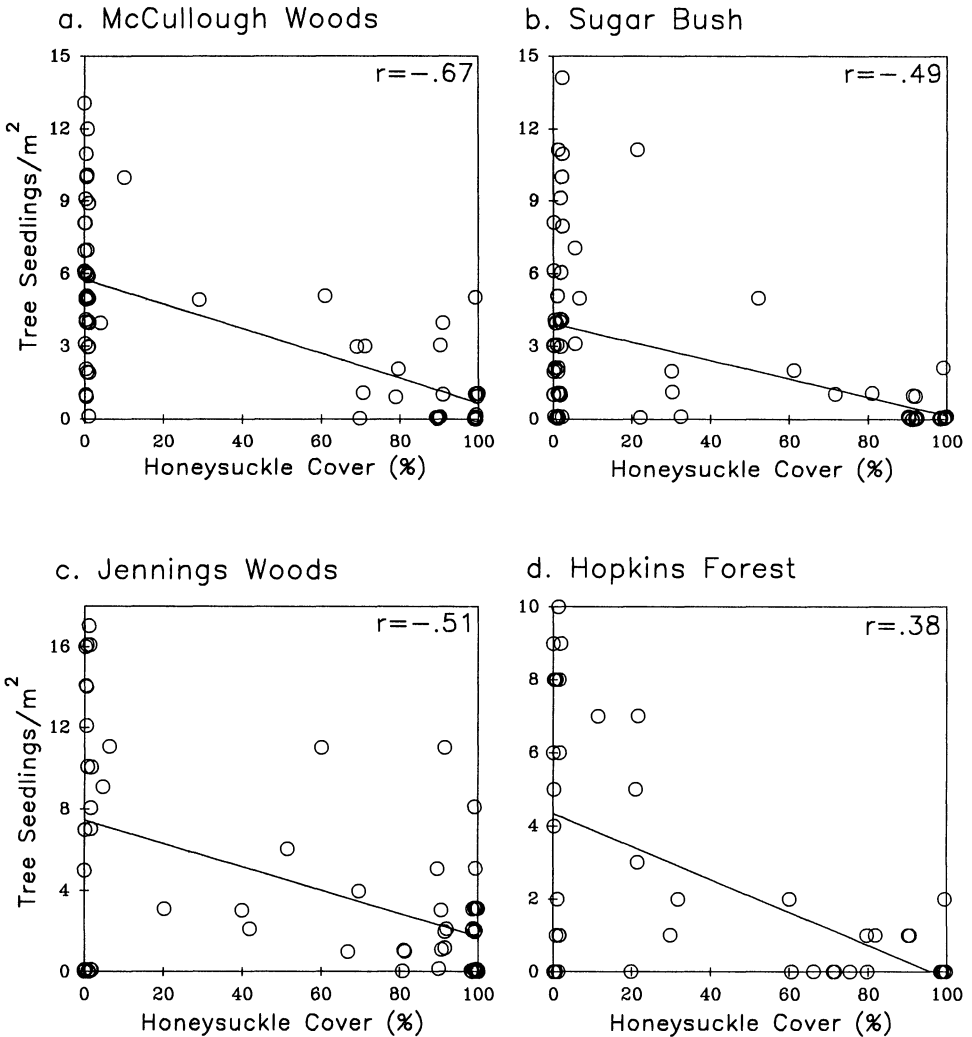 a. McCullough Woods
r=-.67
15
12
9
6
3
0
Tree Seedlings/m²
0 20 40 60 80 100
Honeysuckle Cover (%)
b. Sugar Bush
r=-.49
15
12
9
6
3
0
0 20 40 60 80 100
Honeysuckle Cover (%)
c. Jennings Woods
r=-.51
16
12
8
4
0
Tree Seedlings/m²
0 20 40 60 80 100
Honeysuckle Cover (%)
d. Hopkins Forest
r=.38
10
8
6
4
2
0
0 20 40 60 80 100
Honeysuckle Cover (%)